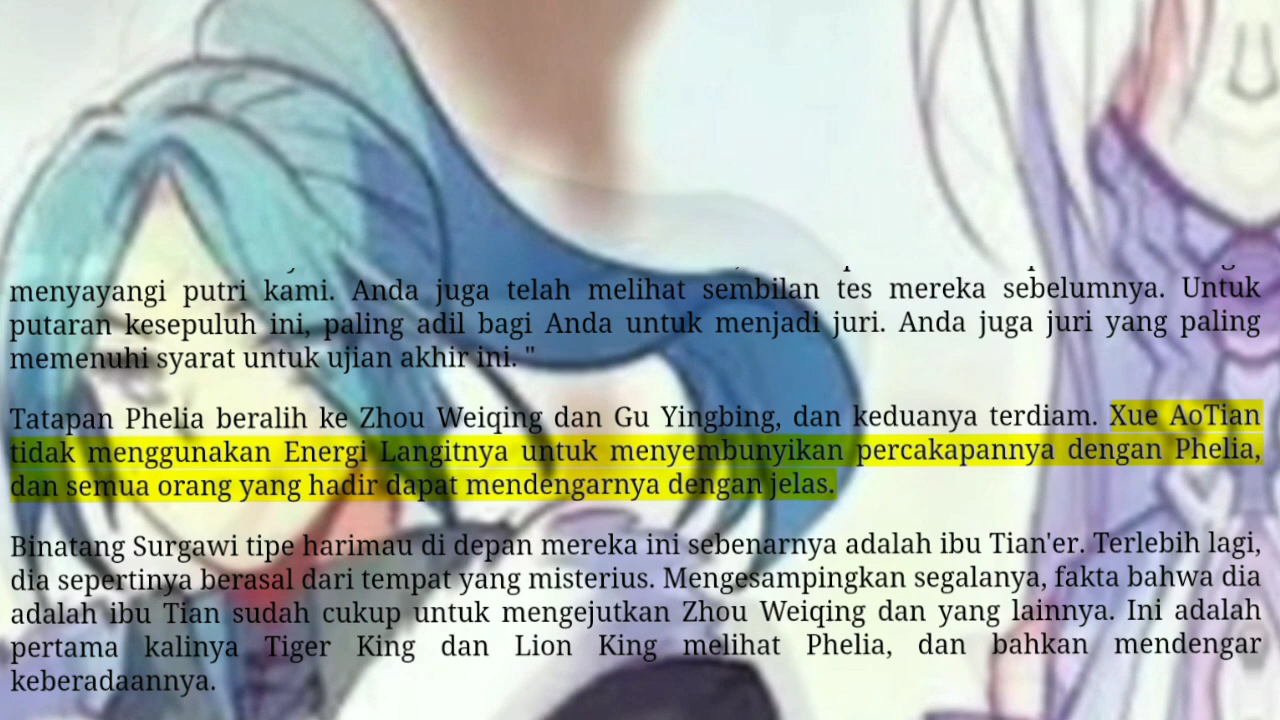 menyayangi putri kami. Anda juga telah melihat sembilan tes mereka sebelumnya. Untuk
putaran kesepuluh ini, paling adil bagi Anda untuk menjadi juri. Anda juga juri yang paling
memenuhi syarat untuk ujian akhir ini. "
Tatapan Phelia beralih ke Zhou Weiqing dan Gu Yingbing, dan keduanya terdiam. Xue AoTian
tidak menggunakan Energi Langitnya untuk menyembunyikan percakapannya dengan Phelia,
dan semua orang yang hadir dapat mendengarnya dengan jelas.
Binatang Surgawi tipe harimau di depan mereka ini sebenarnya adalah ibu Tian'er. Terlebih lagi,
dia sepertinya berasal dari tempat yang misterius. Mengesampingkan segalanya, fakta bahwa dia
adalah ibu Tian sudah cukup untuk mengejutkan Zhou Weiqing dan yang lainnya. Ini adalah
pertama kalinya Tiger King dan Lion King melihat Phelia, dan bahkan mendengar
keberadaannya.